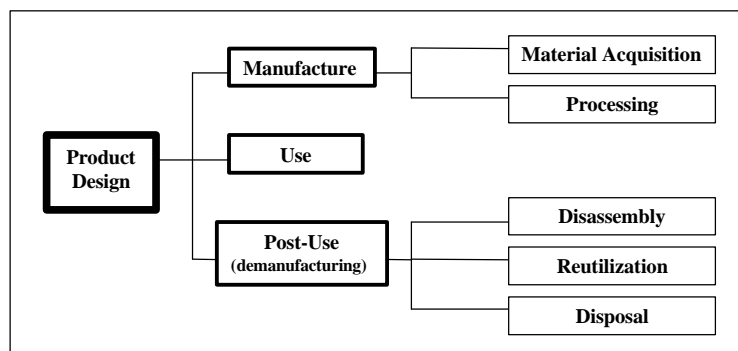 Product
Design
Manufacture
Use
Post-Use
(demanufacturing)
Material Acquisition
Processing
Disassembly
Reutilization
Disposal